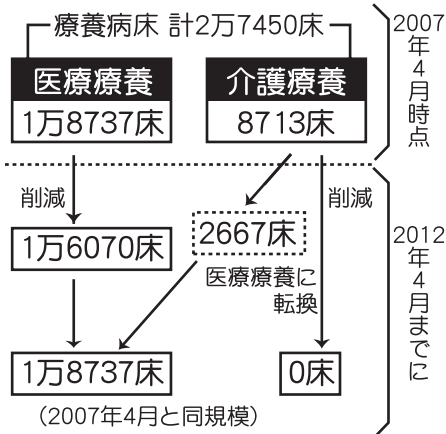 療養病床 計2万7450床
医療療養
1万8737床
介護療養
8713床
2007年4月時点
削減
削減
1万6070床
2667床
医療療養に
転換
2012年4月までに
1万8737床
0床
（2007年4月と同規模）